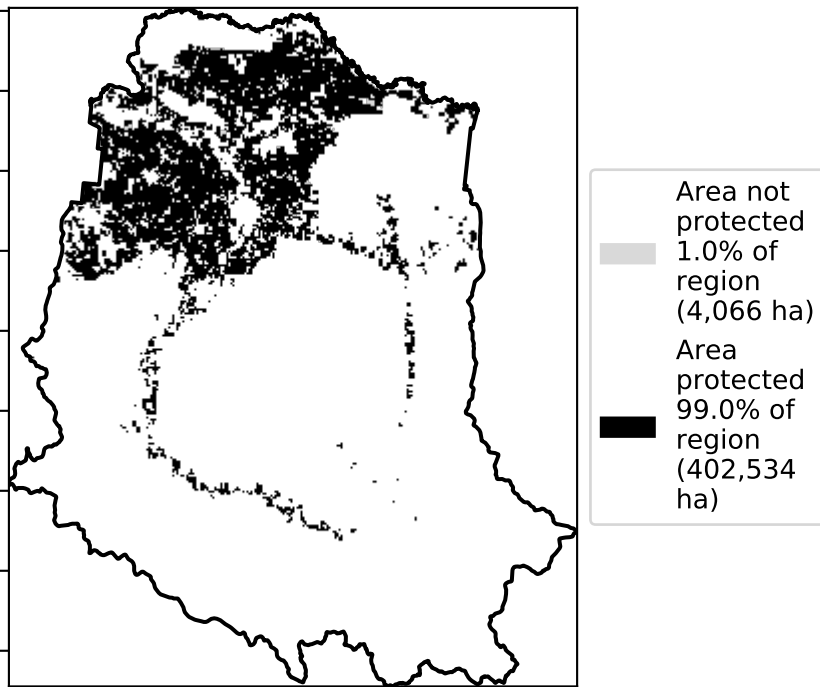 Area not
protected
1.0% of
region
(4,066 ha)
Area
protected
99.0% of
region
(402,534
ha)